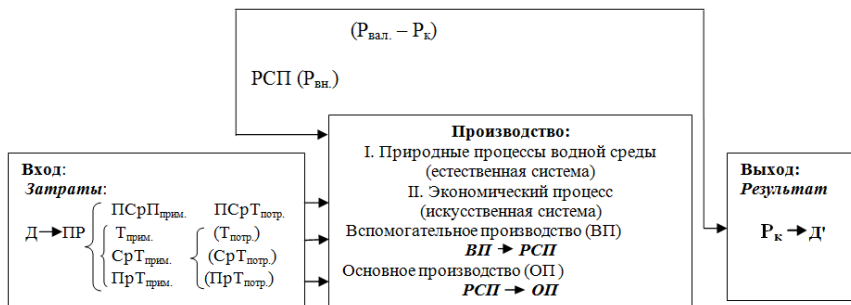 (Рвал. – Рк)
РСП (Рвн.)
Вход:
Затраты:
Д → ПР
ПСрПприм. ПСрТпотр.
Тприм. (Тпотр.)
СрТприм. (СрТпотр.)
ПрТприм. (ПрТпотр.)
Производство:
I. Природные процессы водной среды
(естественная система)
II. Экономический процесс
(искусственная система)
Вспомогательное производство (ВП)
ВП → РСП
Основное производство (ОП )
РСП → ОП
Выход:
Результат
Рк → Д'